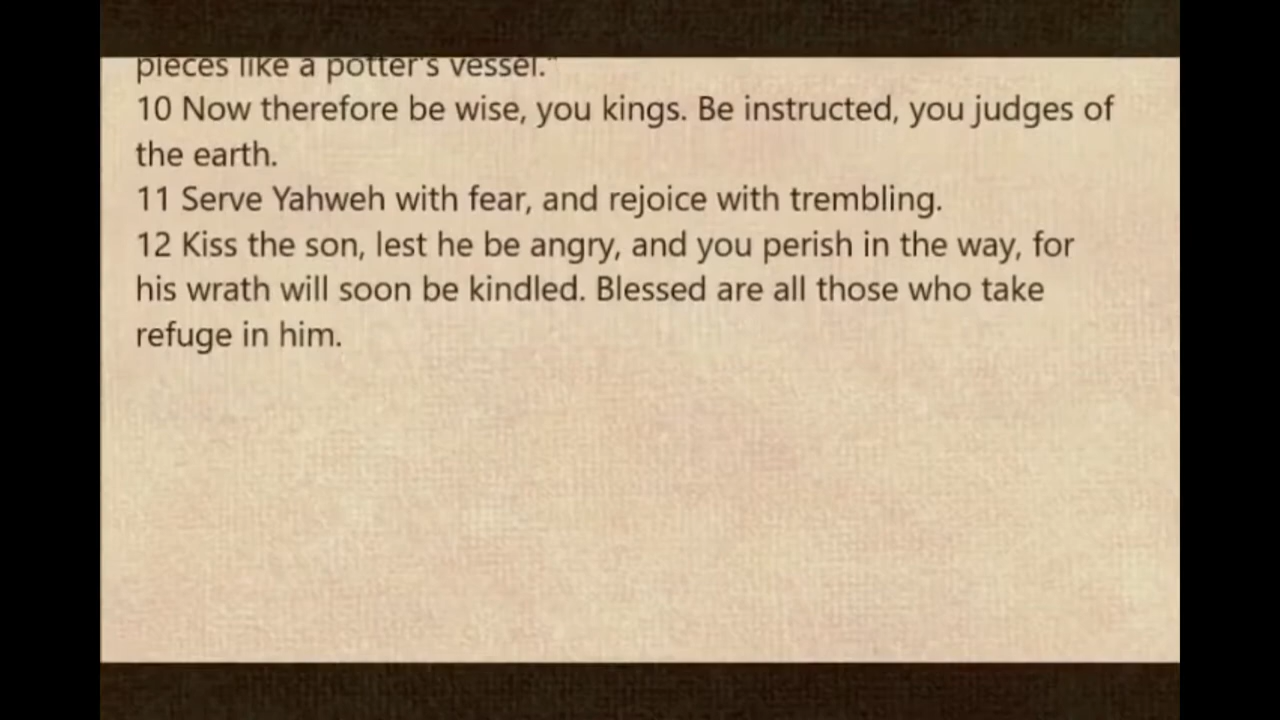 pieces like a potter's vessel."
10 Now therefore be wise, you kings. Be instructed, you judges of
the earth.
11 Serve Yahweh with fear, and rejoice with trembling.
12 Kiss the son, lest he be angry, and you perish in the way, for
his wrath will soon be kindled. Blessed are all those who take
refuge in him.